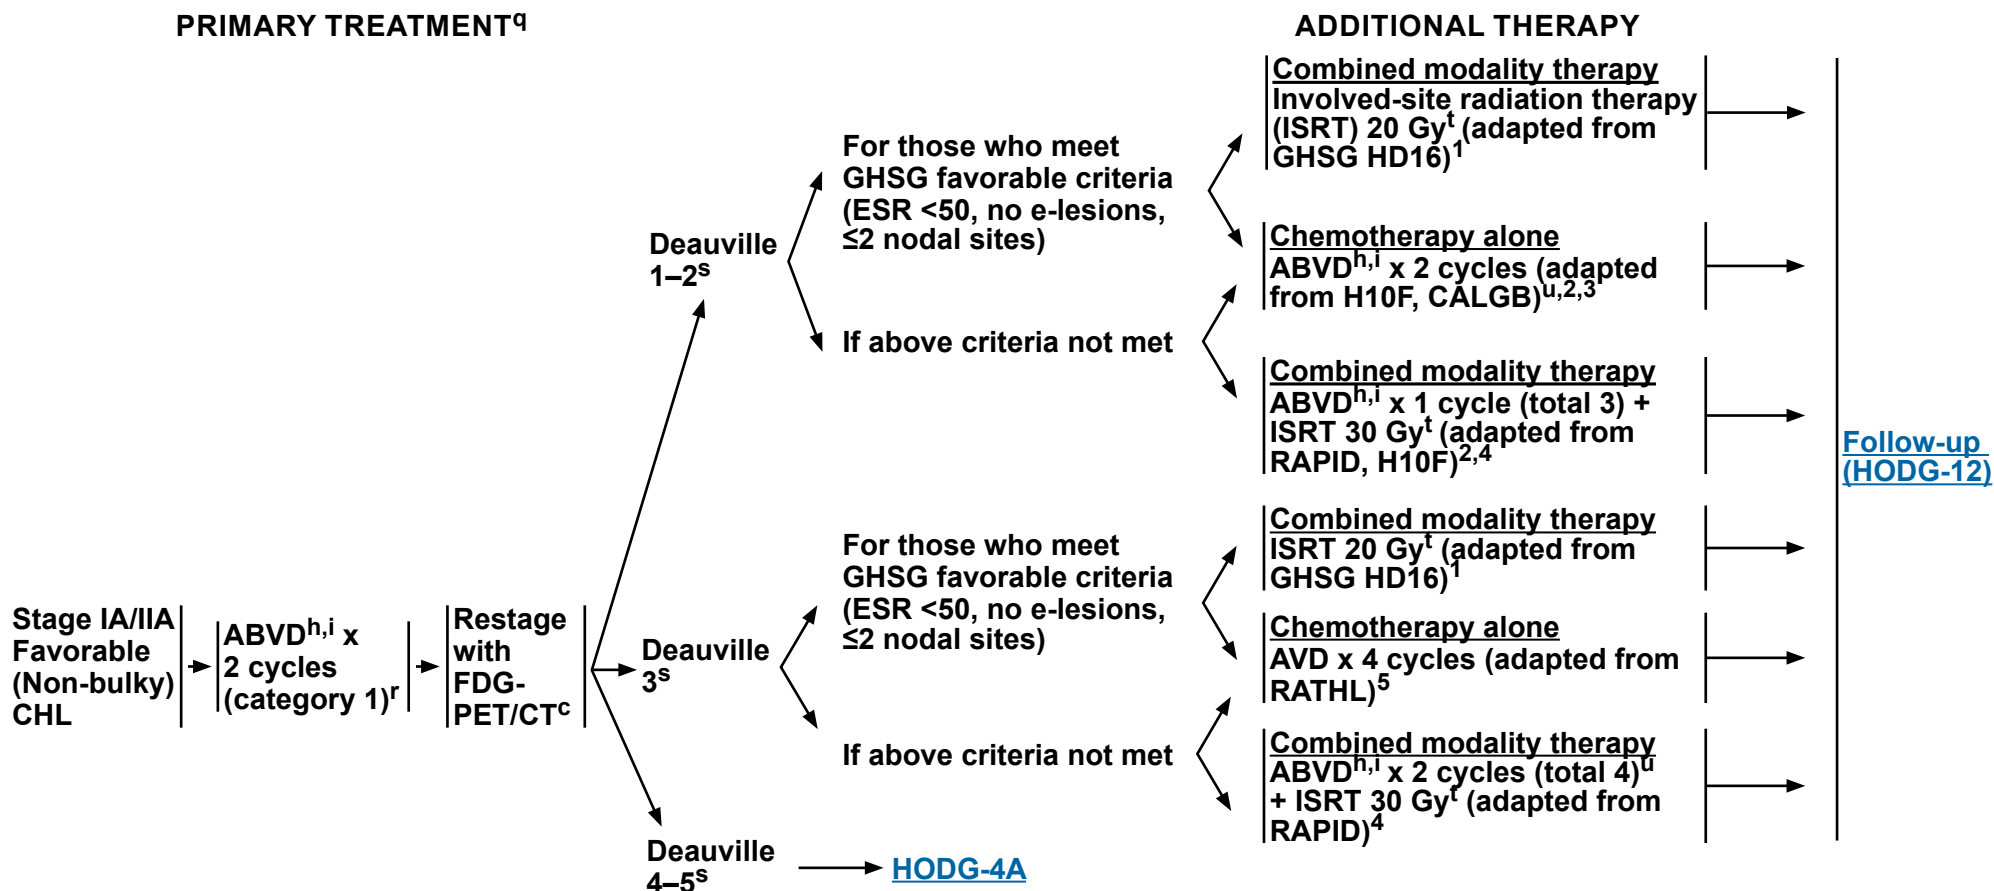 PRIMARY TREATMENTq
ADDITIONAL THERAPY
Stage IA/IIA
Favorable
(Non-bulky)
CHL
ABVDh,i x
2 cycles
(category 1)r
Restage
with
FDG-
PET/CTc
Deauville
1–2s
For those who meet
GHSG favorable criteria
(ESR <50, no e-lesions,
≤2 nodal sites)
If above criteria not met
Combined modality therapy
Involved-site radiation therapy
(ISRT) 20 Gyt (adapted from
GHSG HD16)1
Chemotherapy alone
ABVDh,i x 2 cycles (adapted
from H10F, CALGB)u,2,3
Combined modality therapy
ABVDh,i x 1 cycle (total 3) +
ISRT 30 Gyt (adapted from
RAPID, H10F)2,4
Deauville
3s
For those who meet
GHSG favorable criteria
(ESR <50, no e-lesions,
≤2 nodal sites)
If above criteria not met
Combined modality therapy
ISRT 20 Gyt (adapted from
GHSG HD16)1
Chemotherapy alone
AVD x 4 cycles (adapted from
RATHL)5
Combined modality therapy
ABVDh,i x 2 cycles (total 4)u
+ ISRT 30 Gyt (adapted from
RAPID)4
Deauville
4–5s
HODG-4A
Follow-up
(HODG-12)